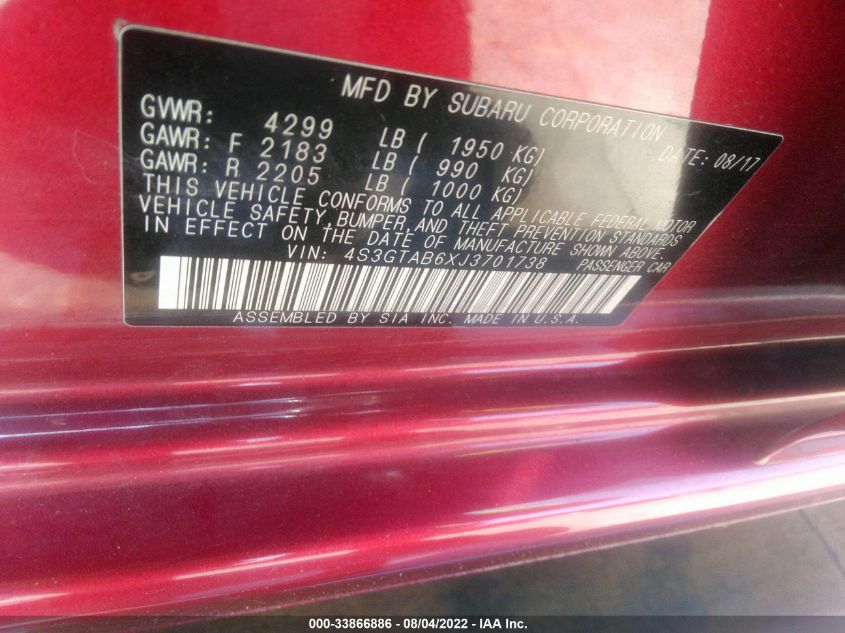 MFD BY SUBARU CORPORATION
GVWR: 4299 LB ( 1950 KG) DATE: 08/17
GAWR: F 2183 LB ( 990 KG)
GAWR: R 2205 LB ( 1000 KG)
THIS VEHICLE CONFORMS TO ALL APPLICABLE FEDERAL MOTOR
VEHICLE SAFETY, BUMPER AND THEFT PREVENTION STANDARDS
IN EFFECT ON THE DATE OF MANUFACTURE SHOWN ABOVE.
VIN: 4S3GTAB6XJ3701738 PASSENGER CAR
ASSEMBLED BY SIA INC. MADE IN U.S.A.
000-33866886 - 08/04/2022 - IAA Inc.